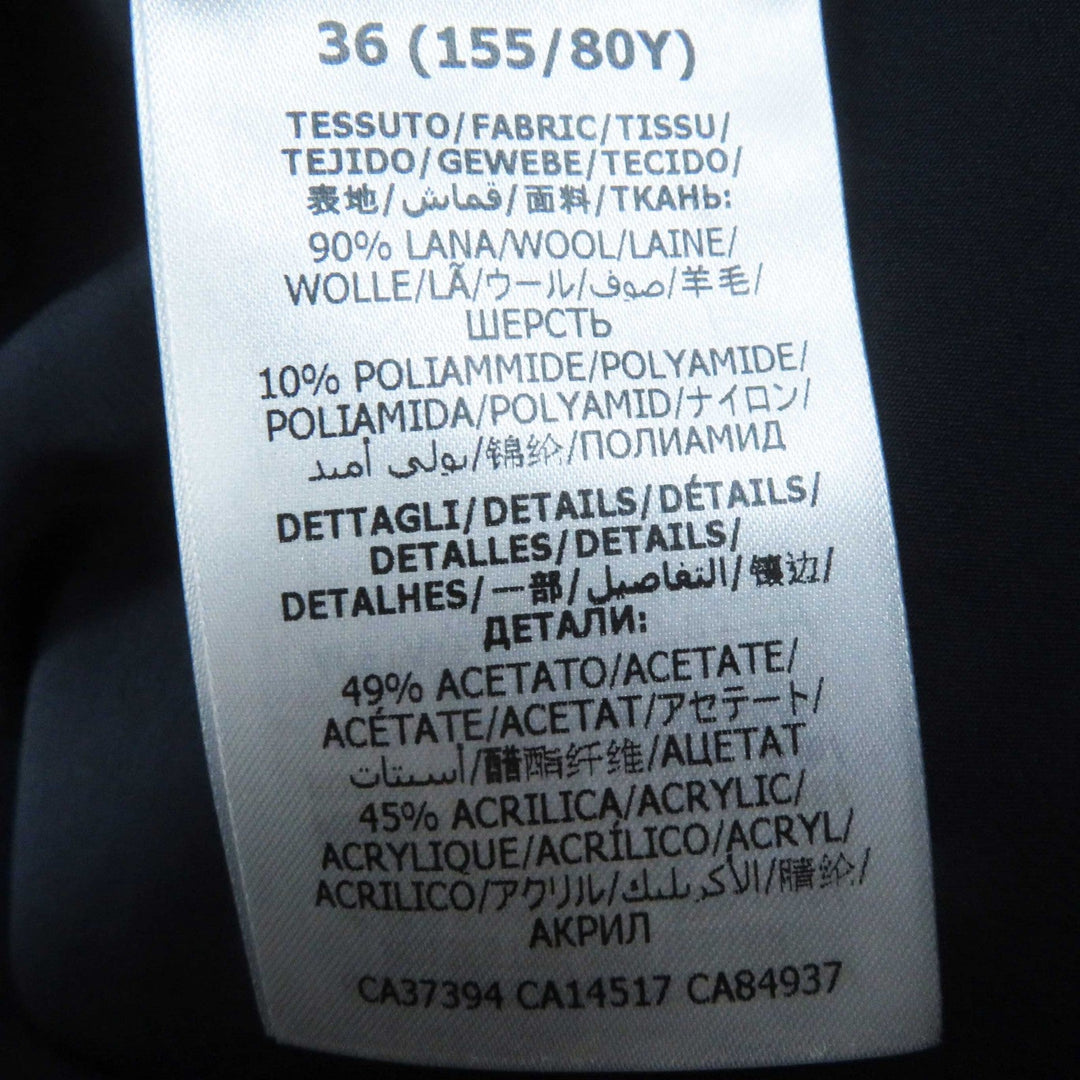 36 (155/80Y)
TESSUTO/FABRIC/TISSU/
TEJIDO/GEWEBE/TECIDO/
表地/قماش/面料/ТКАНЬ:
90% LANA/WOOL/LAINE/
WOLLE/LÃ/ウール/صوف/羊毛/
ШЕРСТЬ
10% POLIAMMIDE/POLYAMIDE/
POLIAMIDA/POLYAMID/ナイロン/
بولي أميد/锦纶/ПОЛИАМИД
DETTAGLI/DETAILS/DÉTAILS/
DETALLES/DETAILS/
DETALHES/一部/التفاصيل/镶边/
ДЕТАЛИ:
49% ACETATO/ACETATE/
ACÉTATE/ACETAT/アセテート/
أسيتات/醋酯纤维/АЦЕТАТ
45% ACRILICA/ACRYLIC/
ACRYLIQUE/ACRÍLICO/ACRYL/
ACRILICO/アクリル/الأكريليك/腈纶/
АКРИЛ
CA37394 CA14517 CA84937